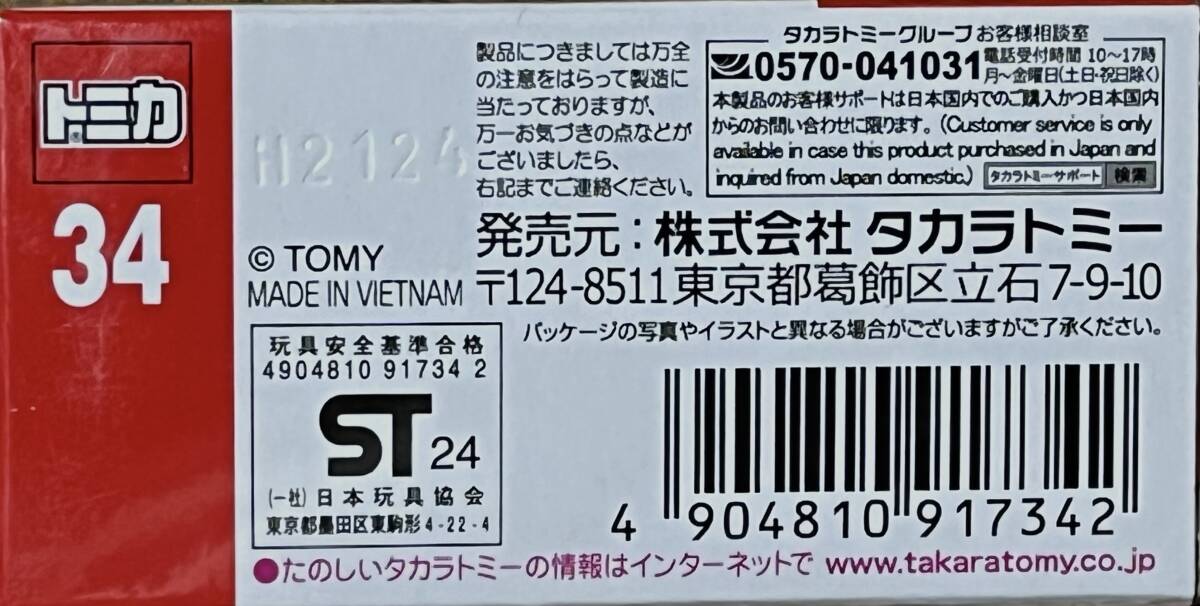 トミカ
34
H2124
© TOMY
MADE IN VIETNAM
製品につきましては万全
の注意をはらって製造に
当たっておりますが、
万一お気づきの点などが
ございましたら、
右記までご連絡ください。
タカラトミーグループお客様相談室
0570-041031 電話受付時間 10～17時
月～金曜日(土日・祝日除く)
本製品のお客様サポートは日本国内でのご購入かつ日本国内
からのお問い合わせに限ります。(Customer service is only
available in case this product purchased in Japan and
inquired from Japan domestic.) タカラトミーサポート 検索
発売元：株式会社 タカラトミー
〒124-8511 東京都葛飾区立石7-9-10
パッケージの写真やイラストと異なる場合がございますがご了承ください。
玩具安全基準合格
4904810 91734 2
ST 24
(一社)日本玩具協会
東京都墨田区東駒形4-22-4
4 904810 917342
●たのしいタカラトミーの情報はインターネットで www.takaratomy.co.jp